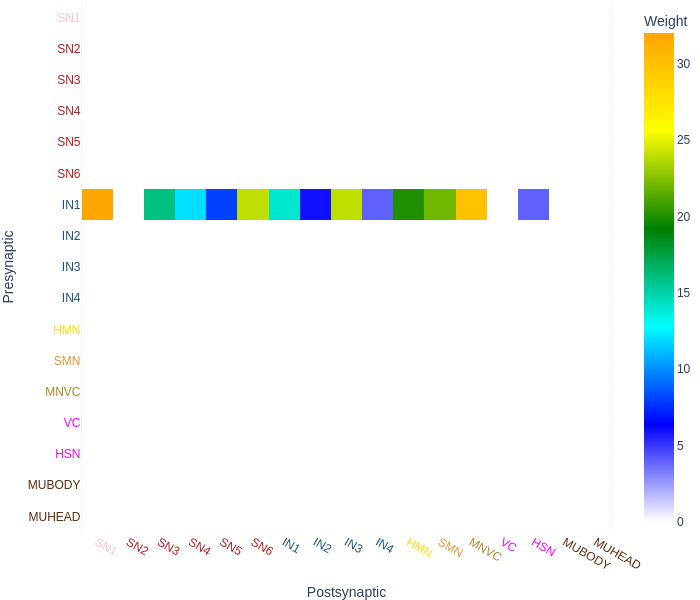 Weight
SN1
SN2
SN3
SN4
SN5
SN6
IN1
IN2
IN3
IN4
HMN
SMN
MNVC
VC
HSN
MUBODY
MUHEAD
Presynaptic
SN1
SN2
SN3
SN4
SN5
SN6
IN1
IN2
IN3
IN4
HMN
SMN
MNVC
VC
HSN
MUBODY
MUHEAD
Postsynaptic
30
25
20
15
10
5
0